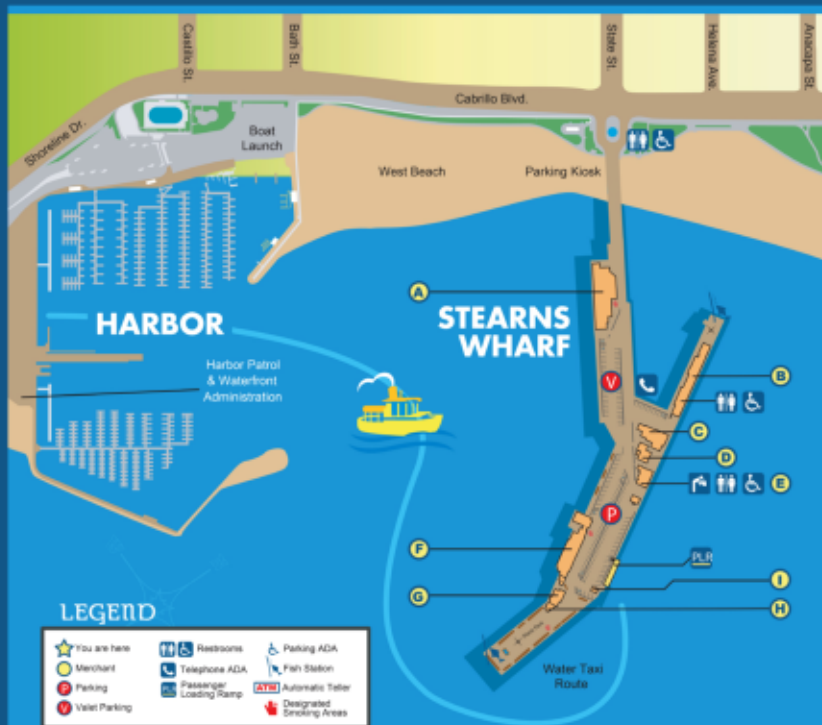 Castillo St.
Bath St.
State St.
Helena Ave.
Anacapa St.
Cabrillo Blvd.
Shoreline Dr.
Boat
Launch
West Beach
Parking Kiosk
A
HARBOR
STEARNS
WHARF
Harbor Patrol
& Waterfront
Administration
V
B
C
D
E
P
F
PLR
I
G
H
Water Taxi
Route
LEGEND
You are here
Merchant
P Parking
V Valet Parking
Restrooms
Telephone ADA
PLR Passenger
Loading Ramp
Parking ADA
Fish Station
ATM Automatic Teller
Designated
Smoking Areas